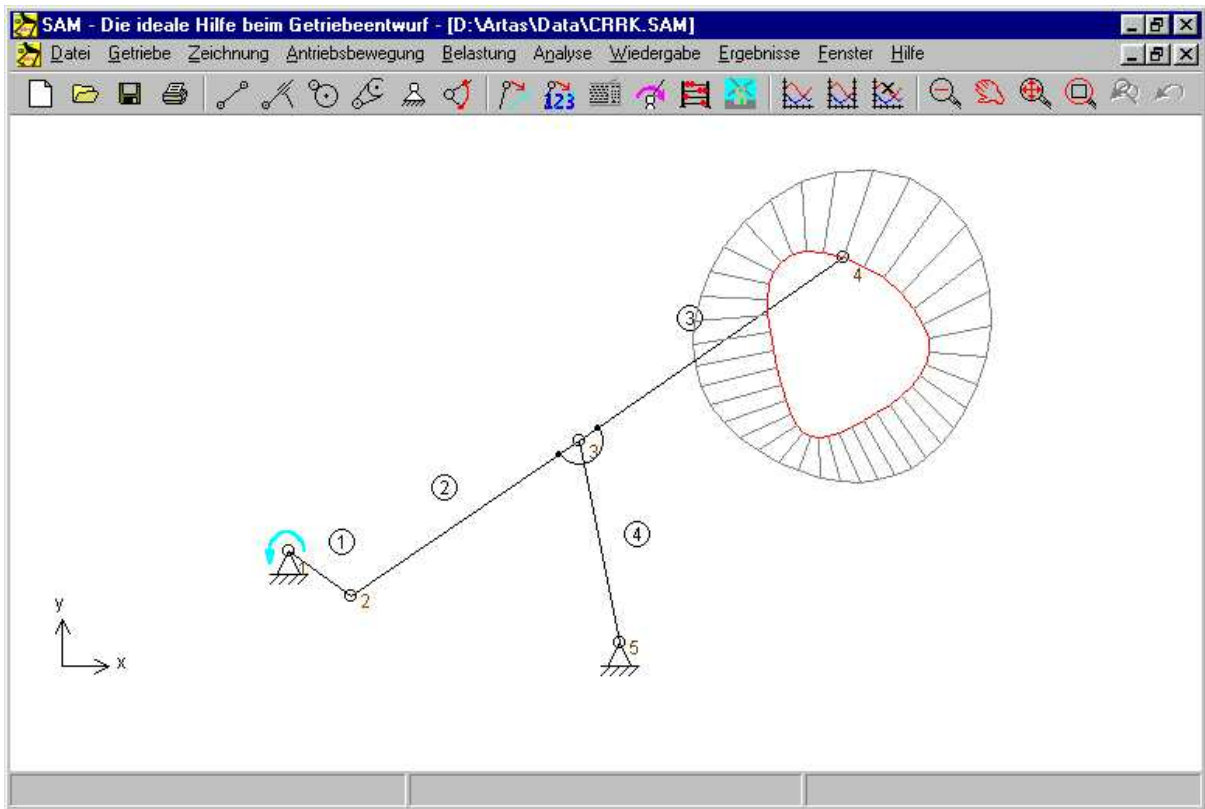 SAM - Die ideale Hilfe beim Getriebeentwurf - [D:\Artas\Data\CRRK.SAM]
Datei Getriebe Zeichnung Antriebsbewegung Belastung Analyse Wiedergabe Ergebnisse Fenster Hilfe
123
4
3
3
2
4
1
1
2
5
y
x